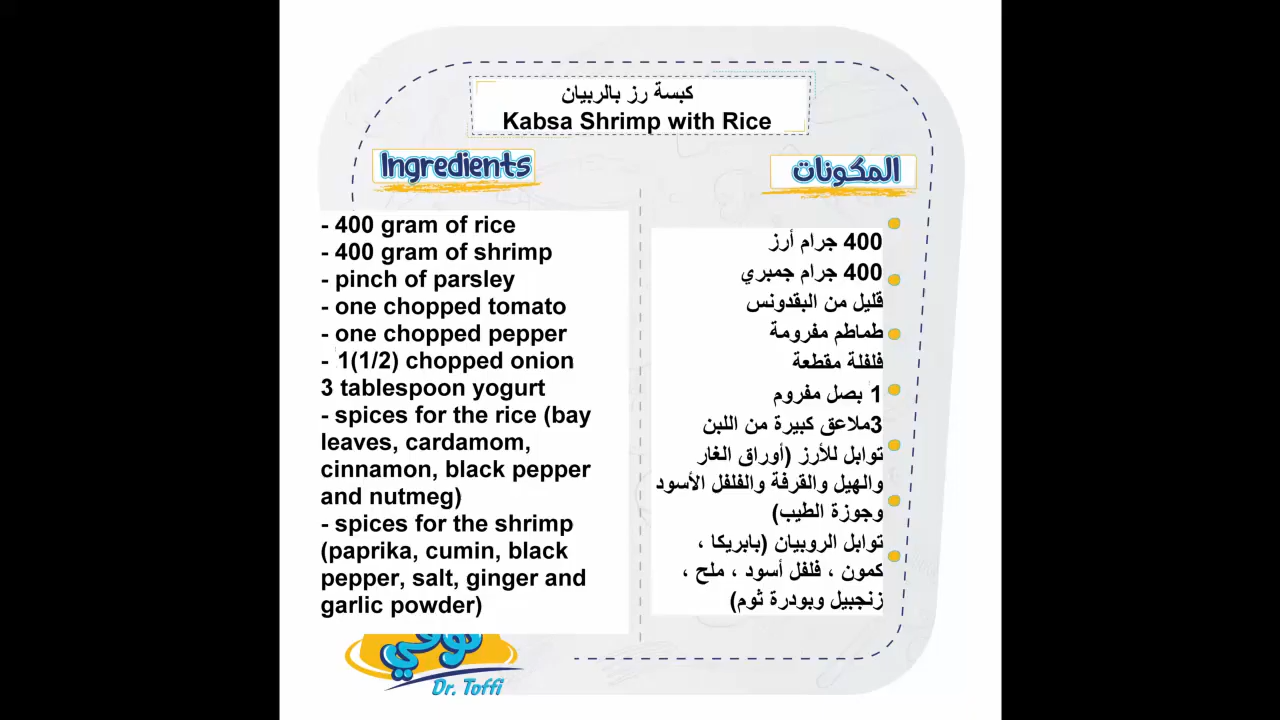 كبسة رز بالربيان
Kabsa Shrimp with Rice
Ingredients
- 400 gram of rice
- 400 gram of shrimp
- pinch of parsley
- one chopped tomato
- one chopped pepper
- 1(1/2) chopped onion
3 tablespoon yogurt
- spices for the rice (bay
leaves, cardamom,
cinnamon, black pepper
and nutmeg)
- spices for the shrimp
(paprika, cumin, black
pepper, salt, ginger and
garlic powder)
المكونات
400 جرام أرز
400 جرام جمبري
قليل من البقدونس
طماطم مفرومة
فلفلة مقطعة
1 بصل مفروم
3ملاعق كبيرة من اللبن
توابل للأرز (أوراق الغار
والهيل والقرفة والفلفل الأسود
وجوزة الطيب)
توابل الروبيان (بابريكا ،
كمون ، فلفل أسود ، ملح ،
زنجبيل وبودرة ثوم)
توفي
Dr. Toffi